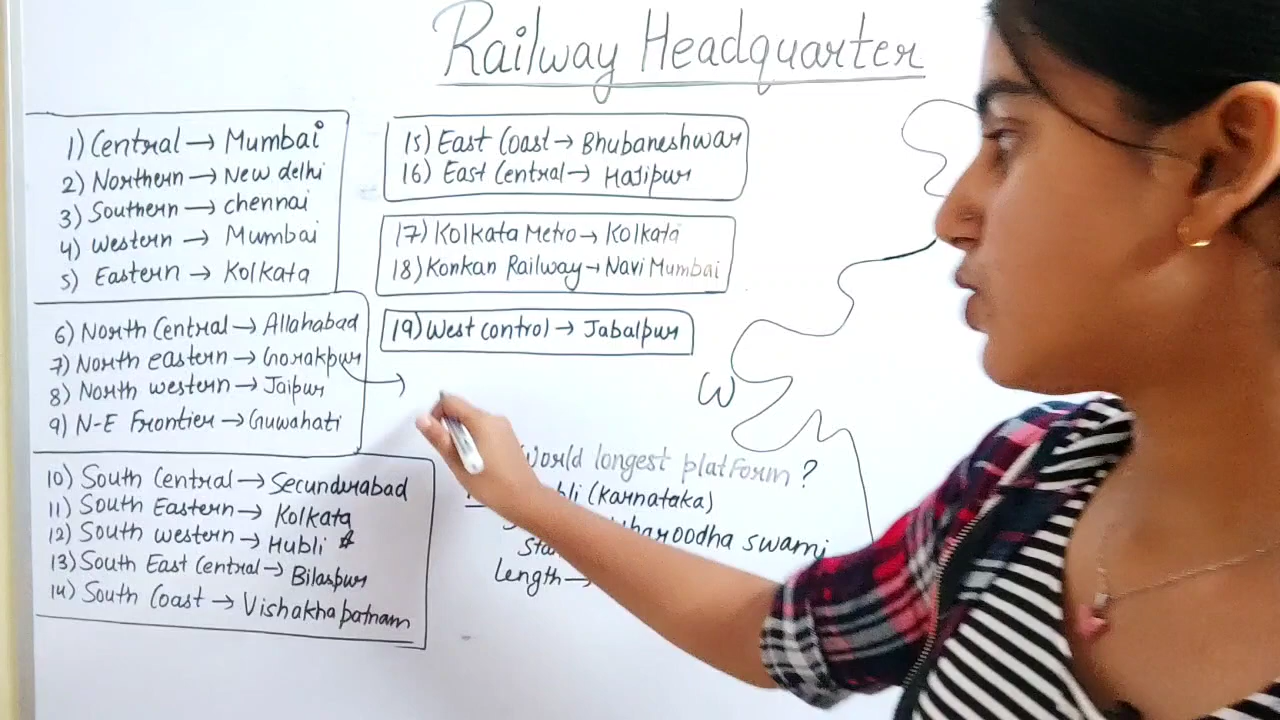 Railway Headquarter
1) Central → Mumbai
2) Northern → New delhi
3) Southern → chennai
4) Western → Mumbai
5) Eastern → Kolkata
6) North Central → Allahabad
7) North eastern → Gorakpur
8) North western → Jaipur
9) N-E Frontier → Guwahati
10) South Central → Secunderabad
11) South Eastern → Kolkata
12) South western → Hubli
13) South East Central → Bilaspur
14) South Coast → Vishakhapatnam
15) East Coast → Bhubaneshwar
16) East Central → Hajipur
17) Kolkata Metro → Kolkata
18) Konkan Railway → Navi Mumbai
19) West control → Jabalpur
W
World longest platform ?
(Karnataka)
swami
Length →